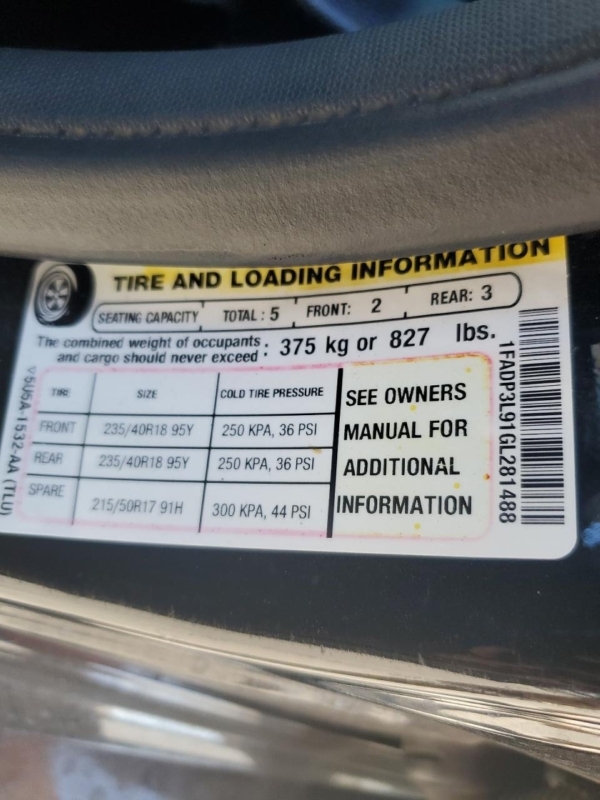 TIRE AND LOADING INFORMATION
SEATING CAPACITY TOTAL : 5 FRONT: 2 REAR: 3
The combined weight of occupants and cargo should never exceed : 375 kg or 827 lbs.
TIRE SIZE COLD TIRE PRESSURE
FRONT 235/40R18 95Y 250 KPA, 36 PSI
REAR 235/40R18 95Y 250 KPA, 36 PSI
SPARE 215/50R17 91H 300 KPA, 44 PSI
SEE OWNERS
MANUAL FOR
ADDITIONAL
INFORMATION
1FADP3L91GL281488
5U5A-1532-AA (TLU)